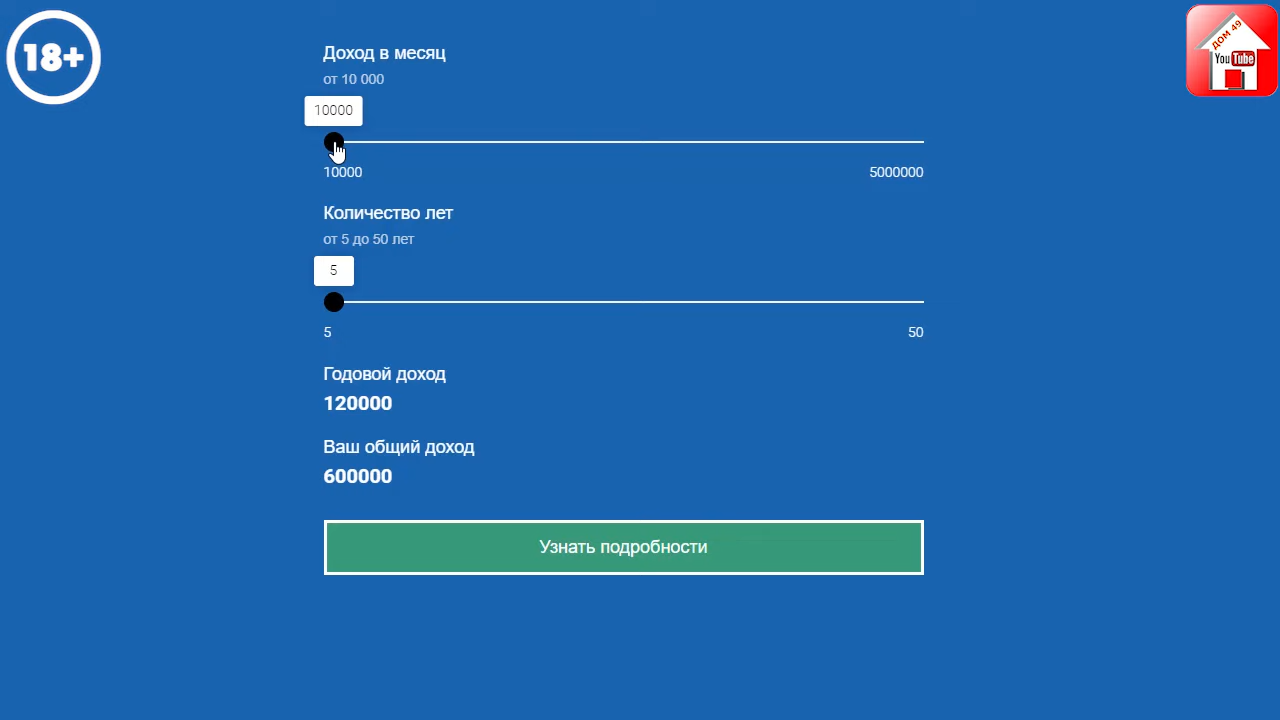 18+
ДОМ 49
YouTube
Доход в месяц
от 10 000
10000
10000 5000000
Количество лет
от 5 до 50 лет
5
5 50
Годовой доход
120000
Ваш общий доход
600000
Узнать подробности